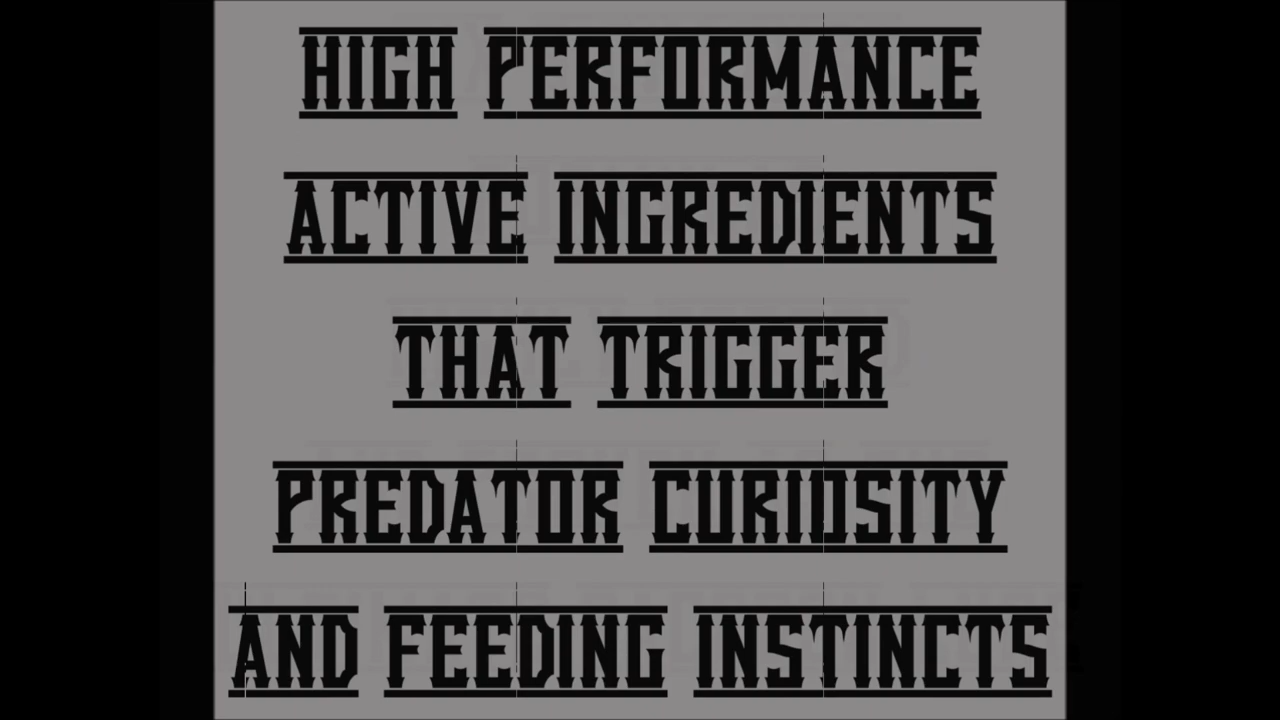 HIGH PERFORMANCE
ACTIVE INGREDIENTS
THAT TRIGGER
PREDATOR CURIOSITY
AND FEEDING INSTINCTS